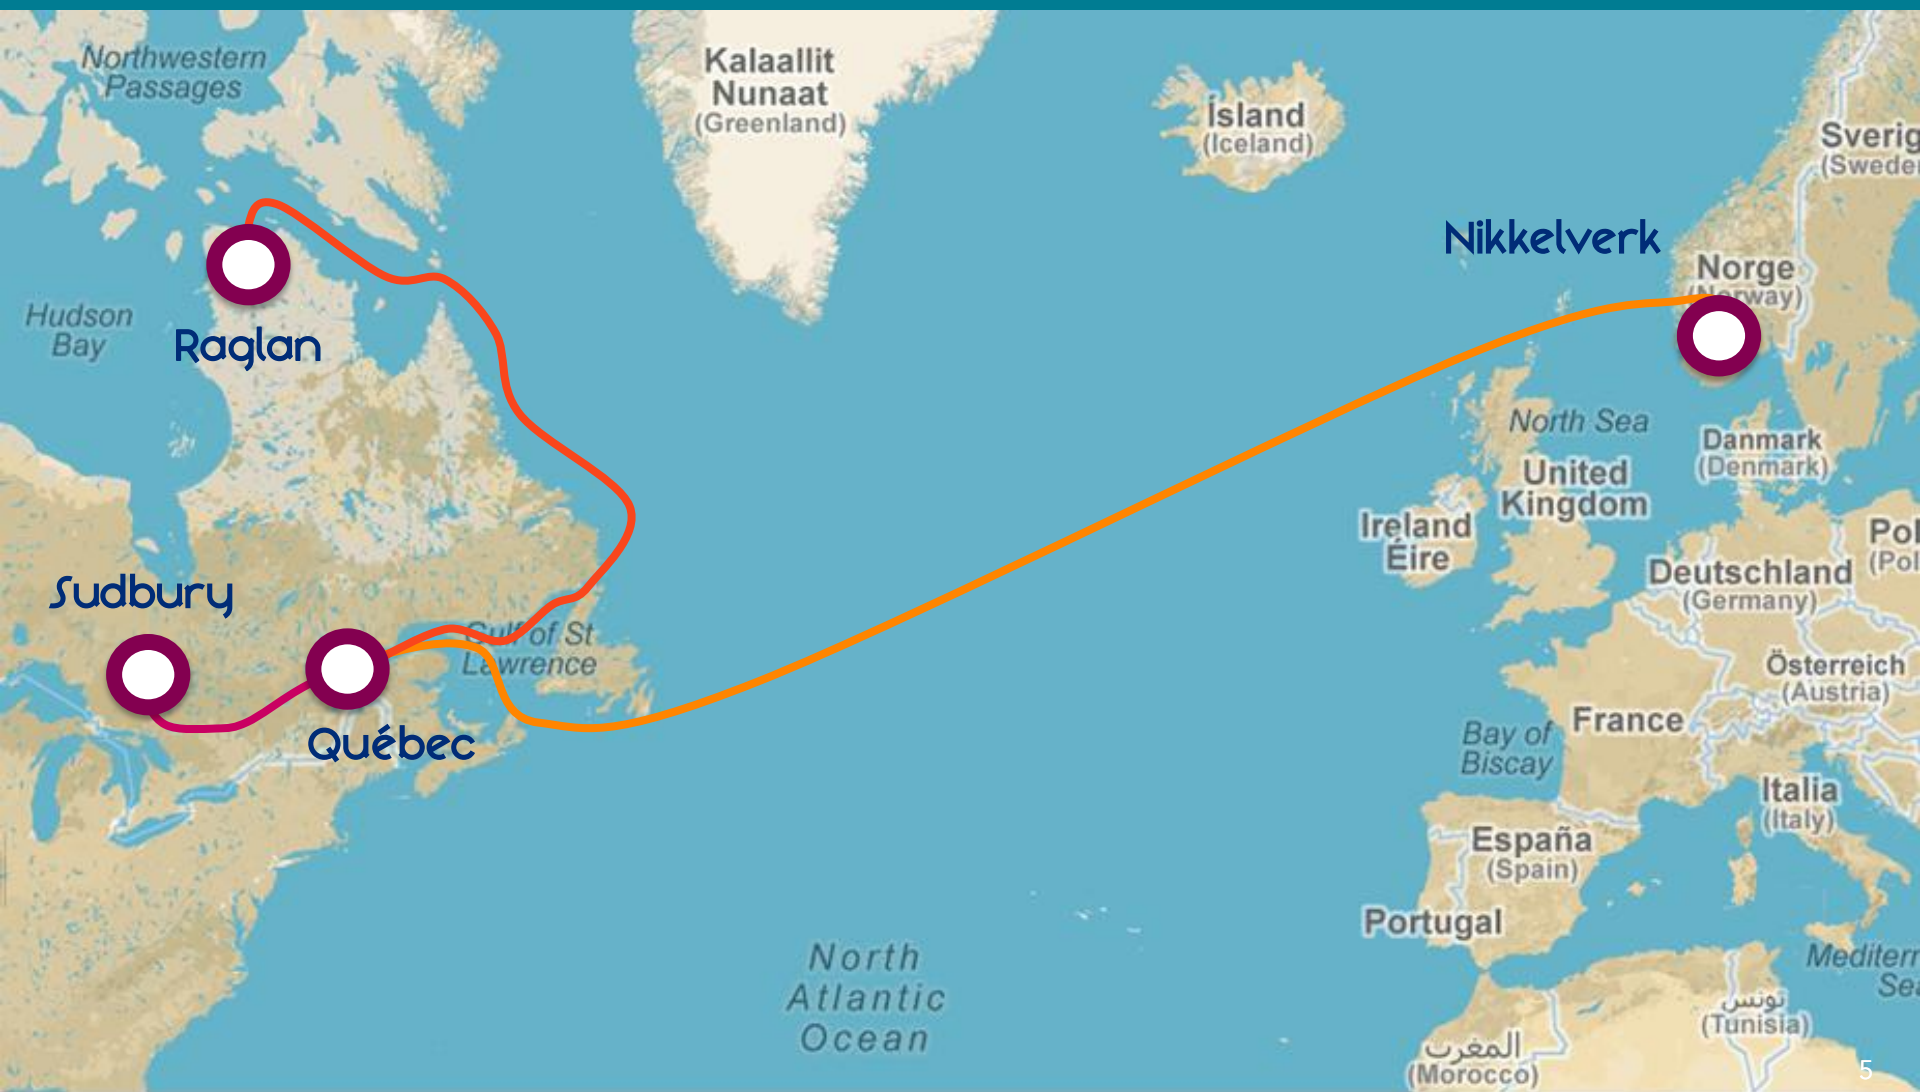 Northwestern
Passages
Kalaallit
Nunaat
(Greenland)
Ísland
(Iceland)
Sverig
(Sweden
Nikkelverk
Norge
(Norway)
Hudson
Bay
Raglan
North Sea
Danmark
(Denmark)
United
Kingdom
Ireland
Éire
Pol
(Pol
Deutschland
(Germany)
Sudbury
Gulf of St
Lawrence
Österreich
(Austria)
Québec
Bay of
Biscay
France
Italia
(Italy)
España
(Spain)
Portugal
North
Atlantic
Ocean
Mediterr
Sea
تونس
(Tunisia)
المغرب
(Morocco)
5